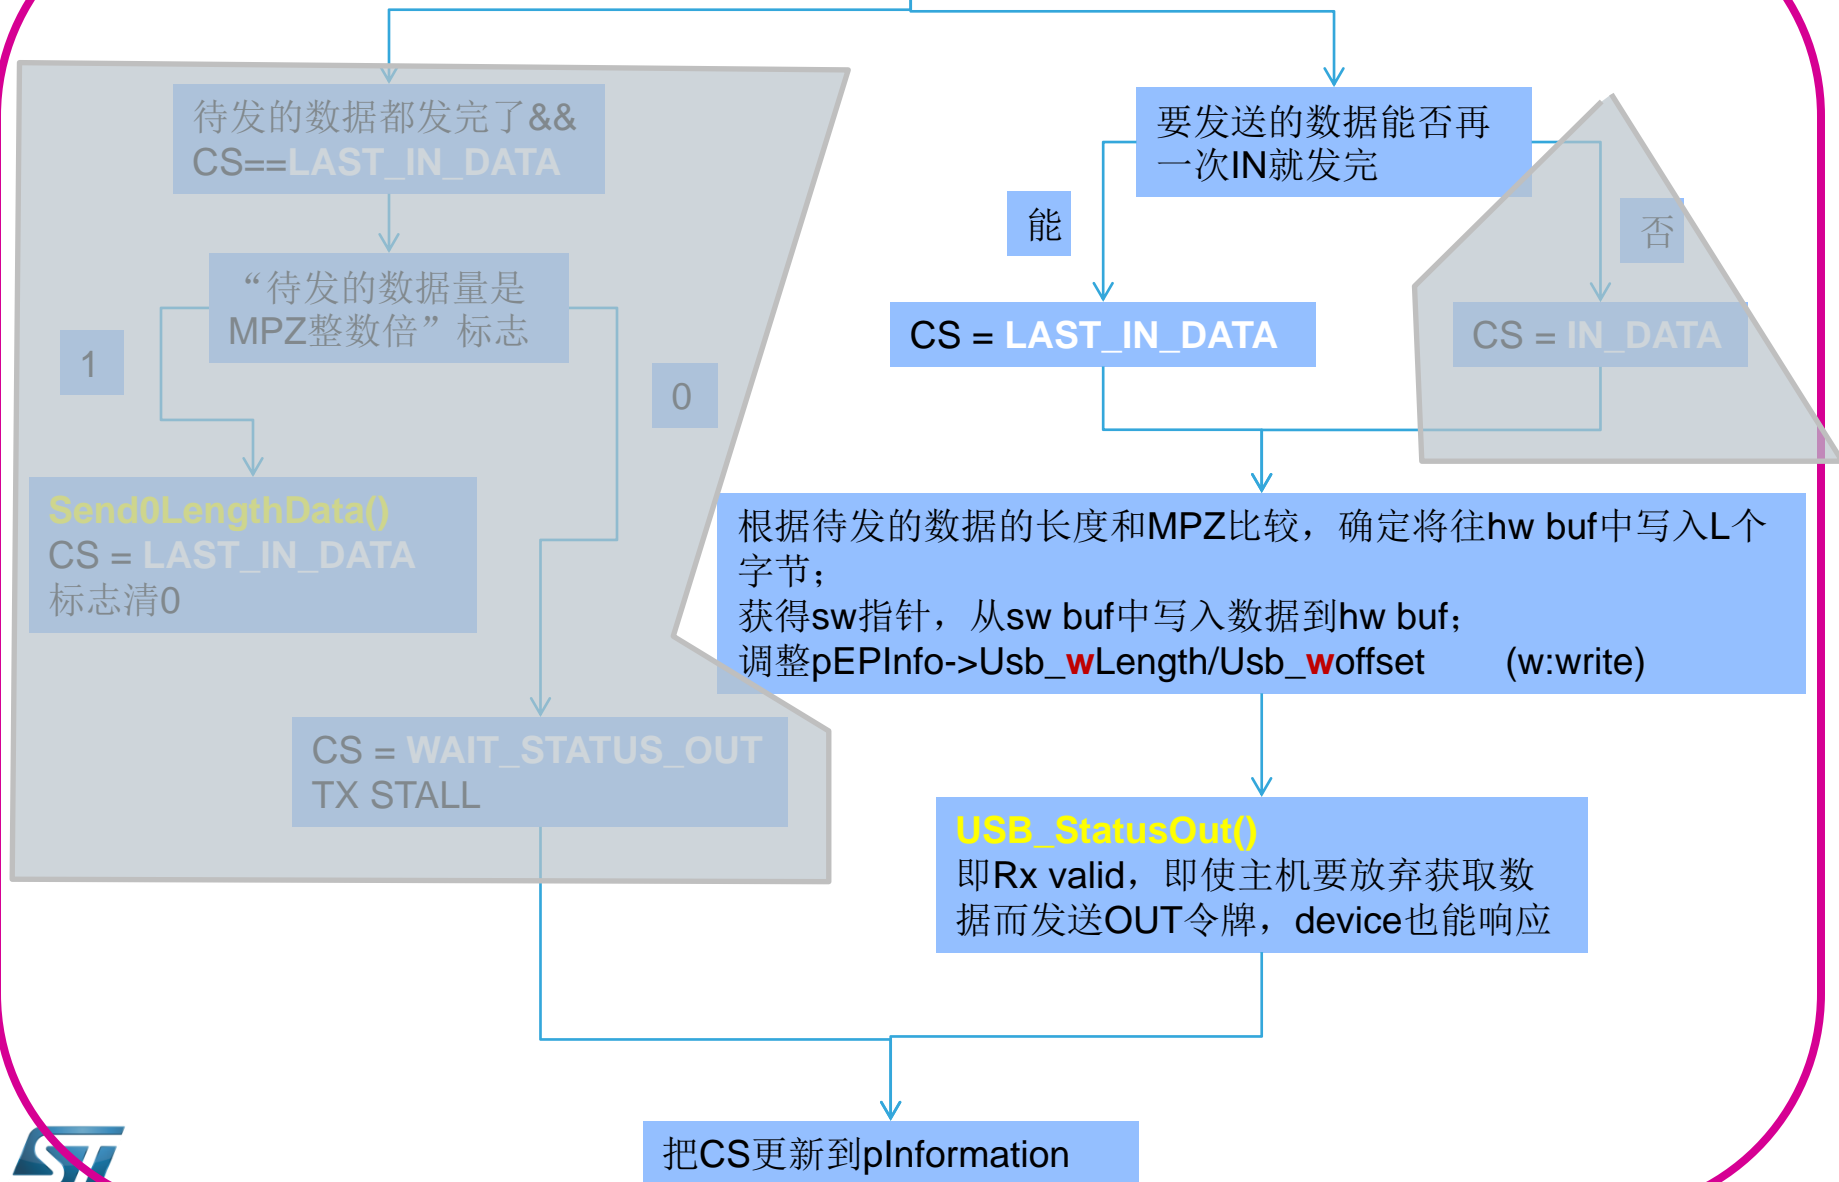 待发的数据都发完了&&
CS==LAST_IN_DATA
“待发的数据量是
MPZ整数倍”标志
1
0
Send0LengthData()
CS = LAST_IN_DATA
标志清0
CS = WAIT_STATUS_OUT
TX STALL
要发送的数据能否再
一次IN就发完
能
否
CS = LAST_IN_DATA
CS = IN_DATA
根据待发的数据的长度和MPZ比较，确定将往hw buf中写入L个
字节；
获得sw指针，从sw buf中写入数据到hw buf；
调整pEPInfo->Usb_wLength/Usb_woffset (w:write)
USB_StatusOut()
即Rx valid，即使主机要放弃获取数
据而发送OUT令牌，device也能响应
把CS更新到pInformation
ST